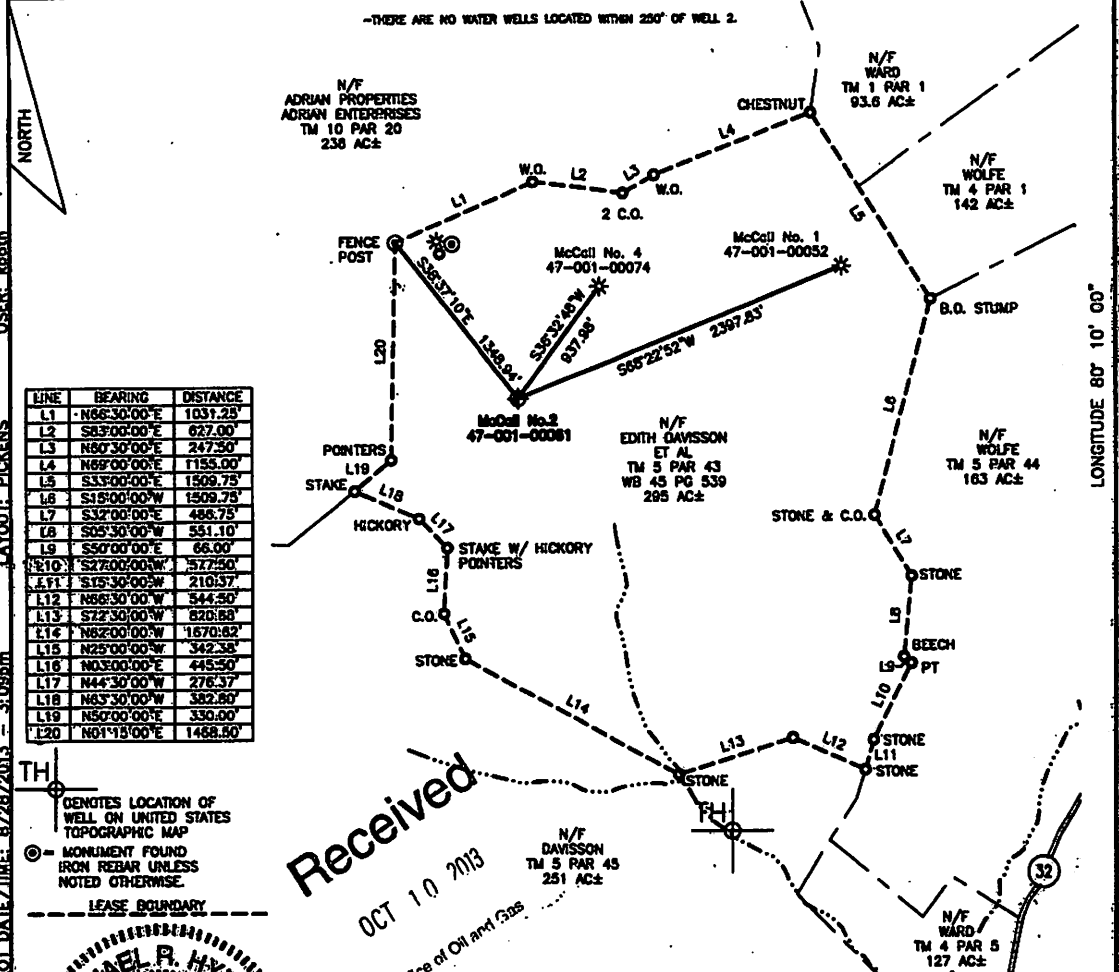 ~THERE ARE NO WATER WELLS LOCATED WITHIN 250' OF WELL 2.
NORTH
N/F
ADRIAN PROPERTIES
ADRIAN ENTERPRISES
TM 10 PAR 20
238 AC±
CHESTNUT
N/F
WARD
TM 1 PAR 1
93.6 AC±
N/F
WOLFE
TM 4 PAR 1
142 AC±
W.O.
L2
L3
W.O.
L4
L1
2 C.O.
L5
FENCE
POST
McCall No. 4
47-001-00074
McCall No. 1
47-001-00052
B.O. STUMP
S36°32'48"W
937.98'
S68°22'52"W 2397.83'
1348.94'
L20
McCall No.2
L6
LONGITUDE 80° 10' 00"
N/F
EDITH DAVISSON
ET AL
TM 5 PAR 43
WB 45 PG 539
295 AC±
N/F
WOLFE
TM 5 PAR 44
163 AC±
LINE BEARING DISTANCE
L1 N66°30'00"E 1031.25'
L2 S83°00'00"E 627.00'
L3 N60°30'00"E 247.50'
L4 N69°00'00"E 1155.00'
L5 S33°00'00"E 1509.75'
L6 S15°00'00"W 1509.75'
L7 S32°00'00"E 486.75'
L8 S05°30'00"W 551.10'
L9 S50°00'00"E 66.00'
L10 S27°00'00"W 577.50'
L11 S15°30'00"W 210.37'
L12 N66°30'00"W 544.50'
L13 S72°30'00"W 820.88'
L14 N62°00'00"W 1670.62'
L15 N25°00'00"W 342.38'
L16 N03°00'00"E 445.50'
L17 N44°30'00"W 276.37'
L18 N63°30'00"W 382.80'
L19 N50°00'00"E 330.00'
L20 N01°15'00"E 1468.50'
POINTERS
L19
STAKE
L18
HICKORY
L17
STAKE W/ HICKORY
POINTERS
L16
C.O.
L15
STONE
L14
STONE & C.O.
L7
STONE
L8
BEECH
L9
PT
L10
STONE
L11
STONE
L12
L13
STONE
TH
TH
DENOTES LOCATION OF
WELL ON UNITED STATES
TOPOGRAPHIC MAP
- MONUMENT FOUND
IRON REBAR UNLESS
NOTED OTHERWISE.
LEASE BOUNDARY
Received
OCT 10 2013
Office of Oil and Gas
N/F
DAVISSON
TM 5 PAR 45
251 AC±
32
N/F
WARD
TM 4 PAR 5
127 AC±
LAYOUT: PICKENS